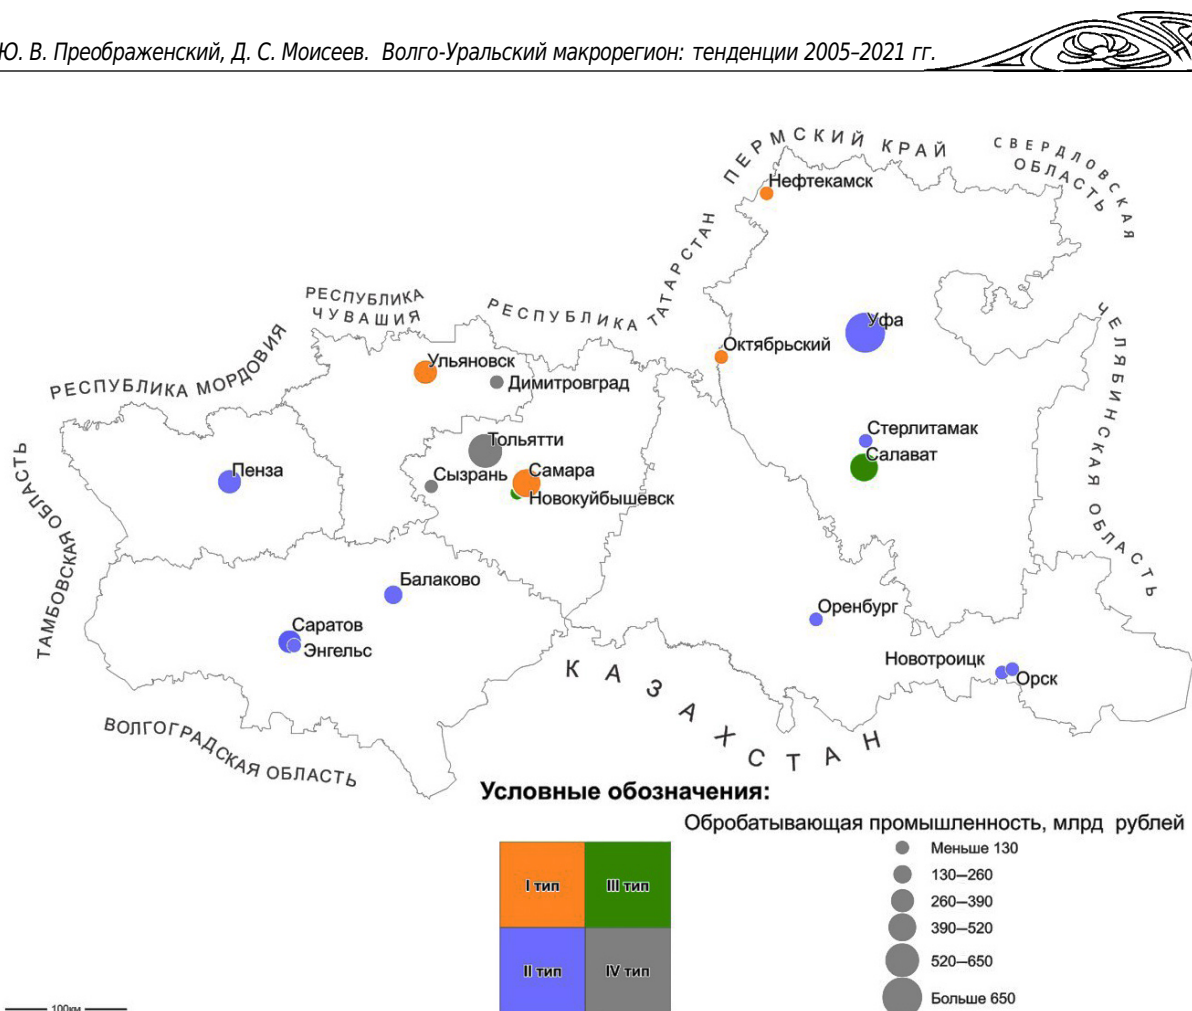 Ю. В. Преображенский, Д. С. Моисеев. Волго-Уральский макрорегион: тенденции 2005–2021 гг.
ПЕРМСКИЙ КРАЙ
СВЕРДЛОВСКАЯ
ОБЛАСТЬ
Нефтекамск
РЕСПУБЛИКА ТАТАРСТАН
РЕСПУБЛИКА
ЧУВАШИЯ
ЧЕЛЯБИНСКАЯ ОБЛАСТЬ
Уфа
Октябрьский
РЕСПУБЛИКА МОРДОВИЯ
Ульяновск
Димитровград
Стерлитамак
Тольятти
Салават
Пенза
Сызрань
Самара
Новокуйбышевск
ТАМБОВСКАЯ ОБЛАСТЬ
Балаково
Оренбург
Саратов
Энгельс
Новотроицк
Орск
КАЗАХСТАН
ВОЛГОГРАДСКАЯ ОБЛАСТЬ
Условные обозначения:
Обробатывающая промышленность, млрд рублей
I тип
III тип
II тип
IV тип
Меньше 130
130—260
260—390
390—520
520—650
Больше 650
100км